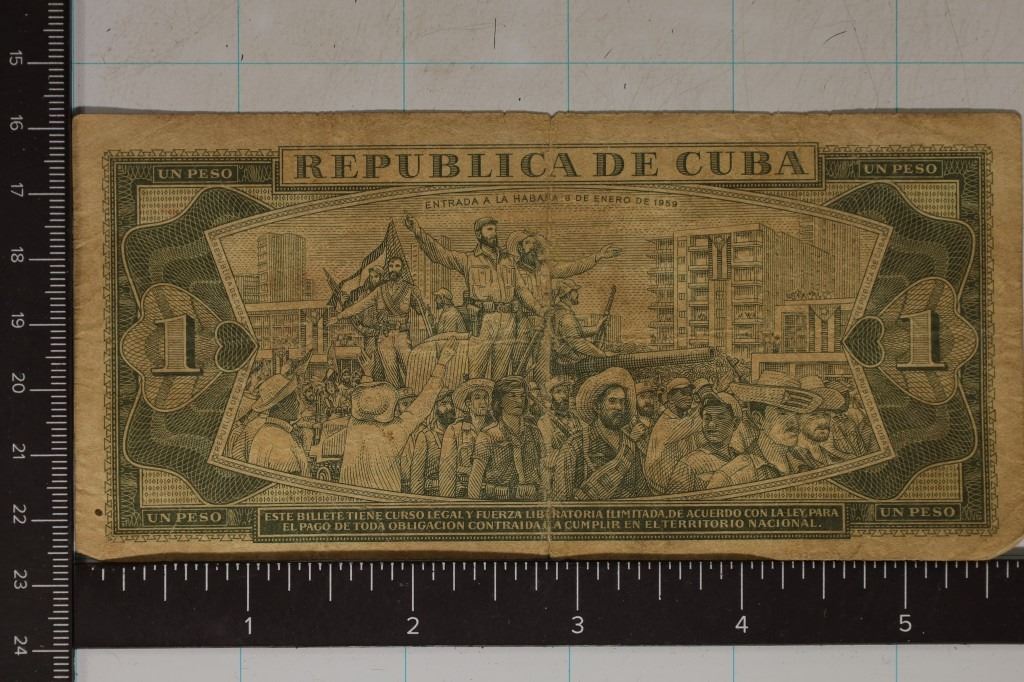 REPUBLICA DE CUBA
UN PESO
UN PESO
ENTRADA A LA HABANA 8 DE ENERO DE 1959
1
1
UN PESO
UN PESO
ESTE BILLETE TIENE CURSO LEGAL Y FUERZA LIBERATORIA ILIMITADA, DE ACUERDO CON LA LEY, PARA
EL PAGO DE TODA OBLIGACION CONTRAIDA A CUMPLIR EN EL TERRITORIO NACIONAL.
15
16
17
18
19
20
21
22
23
24
1 2 3 4 5